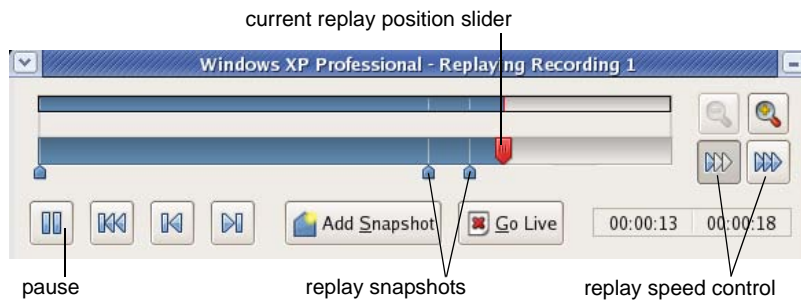 current replay position slider
Windows XP Professional - Replaying Recording 1
Add Snapshot
Go Live
00:00:13
00:00:18
pause
replay snapshots
replay speed control